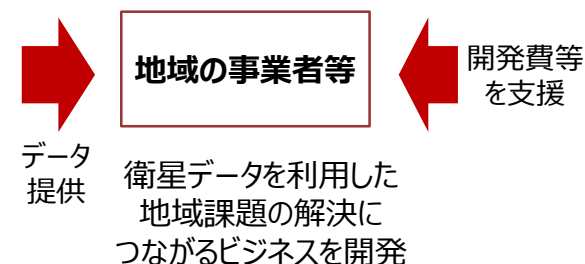 地域の事業者等
開発費等
を支援
データ
提供
衛星データを利用した
地域課題の解決に
つながるビジネスを開発